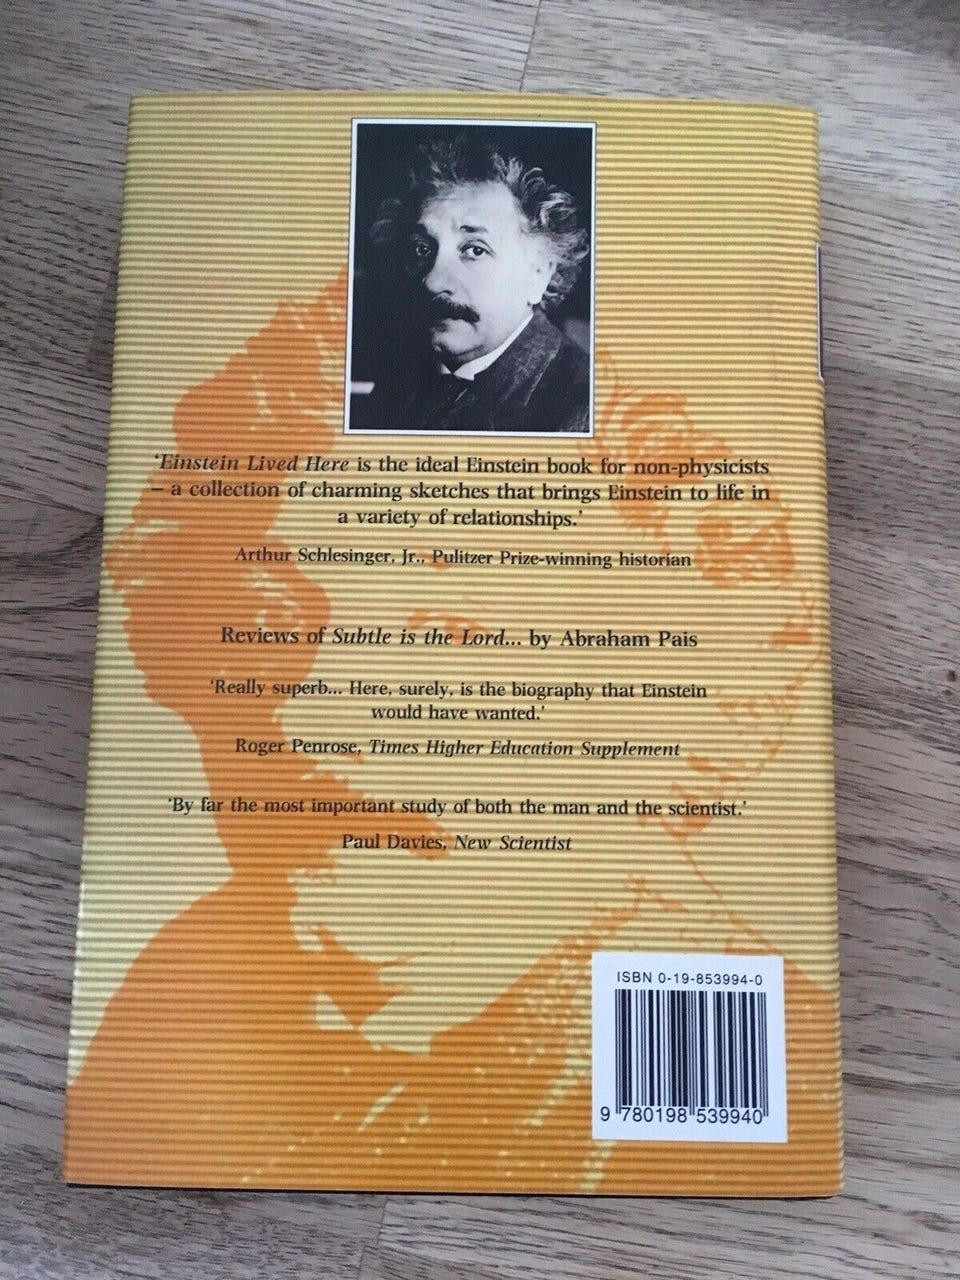 'Einstein Lived Here is the ideal Einstein book for non-physicists
– a collection of charming sketches that brings Einstein to life in
a variety of relationships.'
Arthur Schlesinger, Jr., Pulitzer Prize-winning historian
Reviews of Subtle is the Lord... by Abraham Pais
'Really superb... Here, surely, is the biography that Einstein
would have wanted.'
Roger Penrose, Times Higher Education Supplement
'By far the most important study of both the man and the scientist.'
Paul Davies, New Scientist
ISBN 0-19-853994-0
9 780198 539940